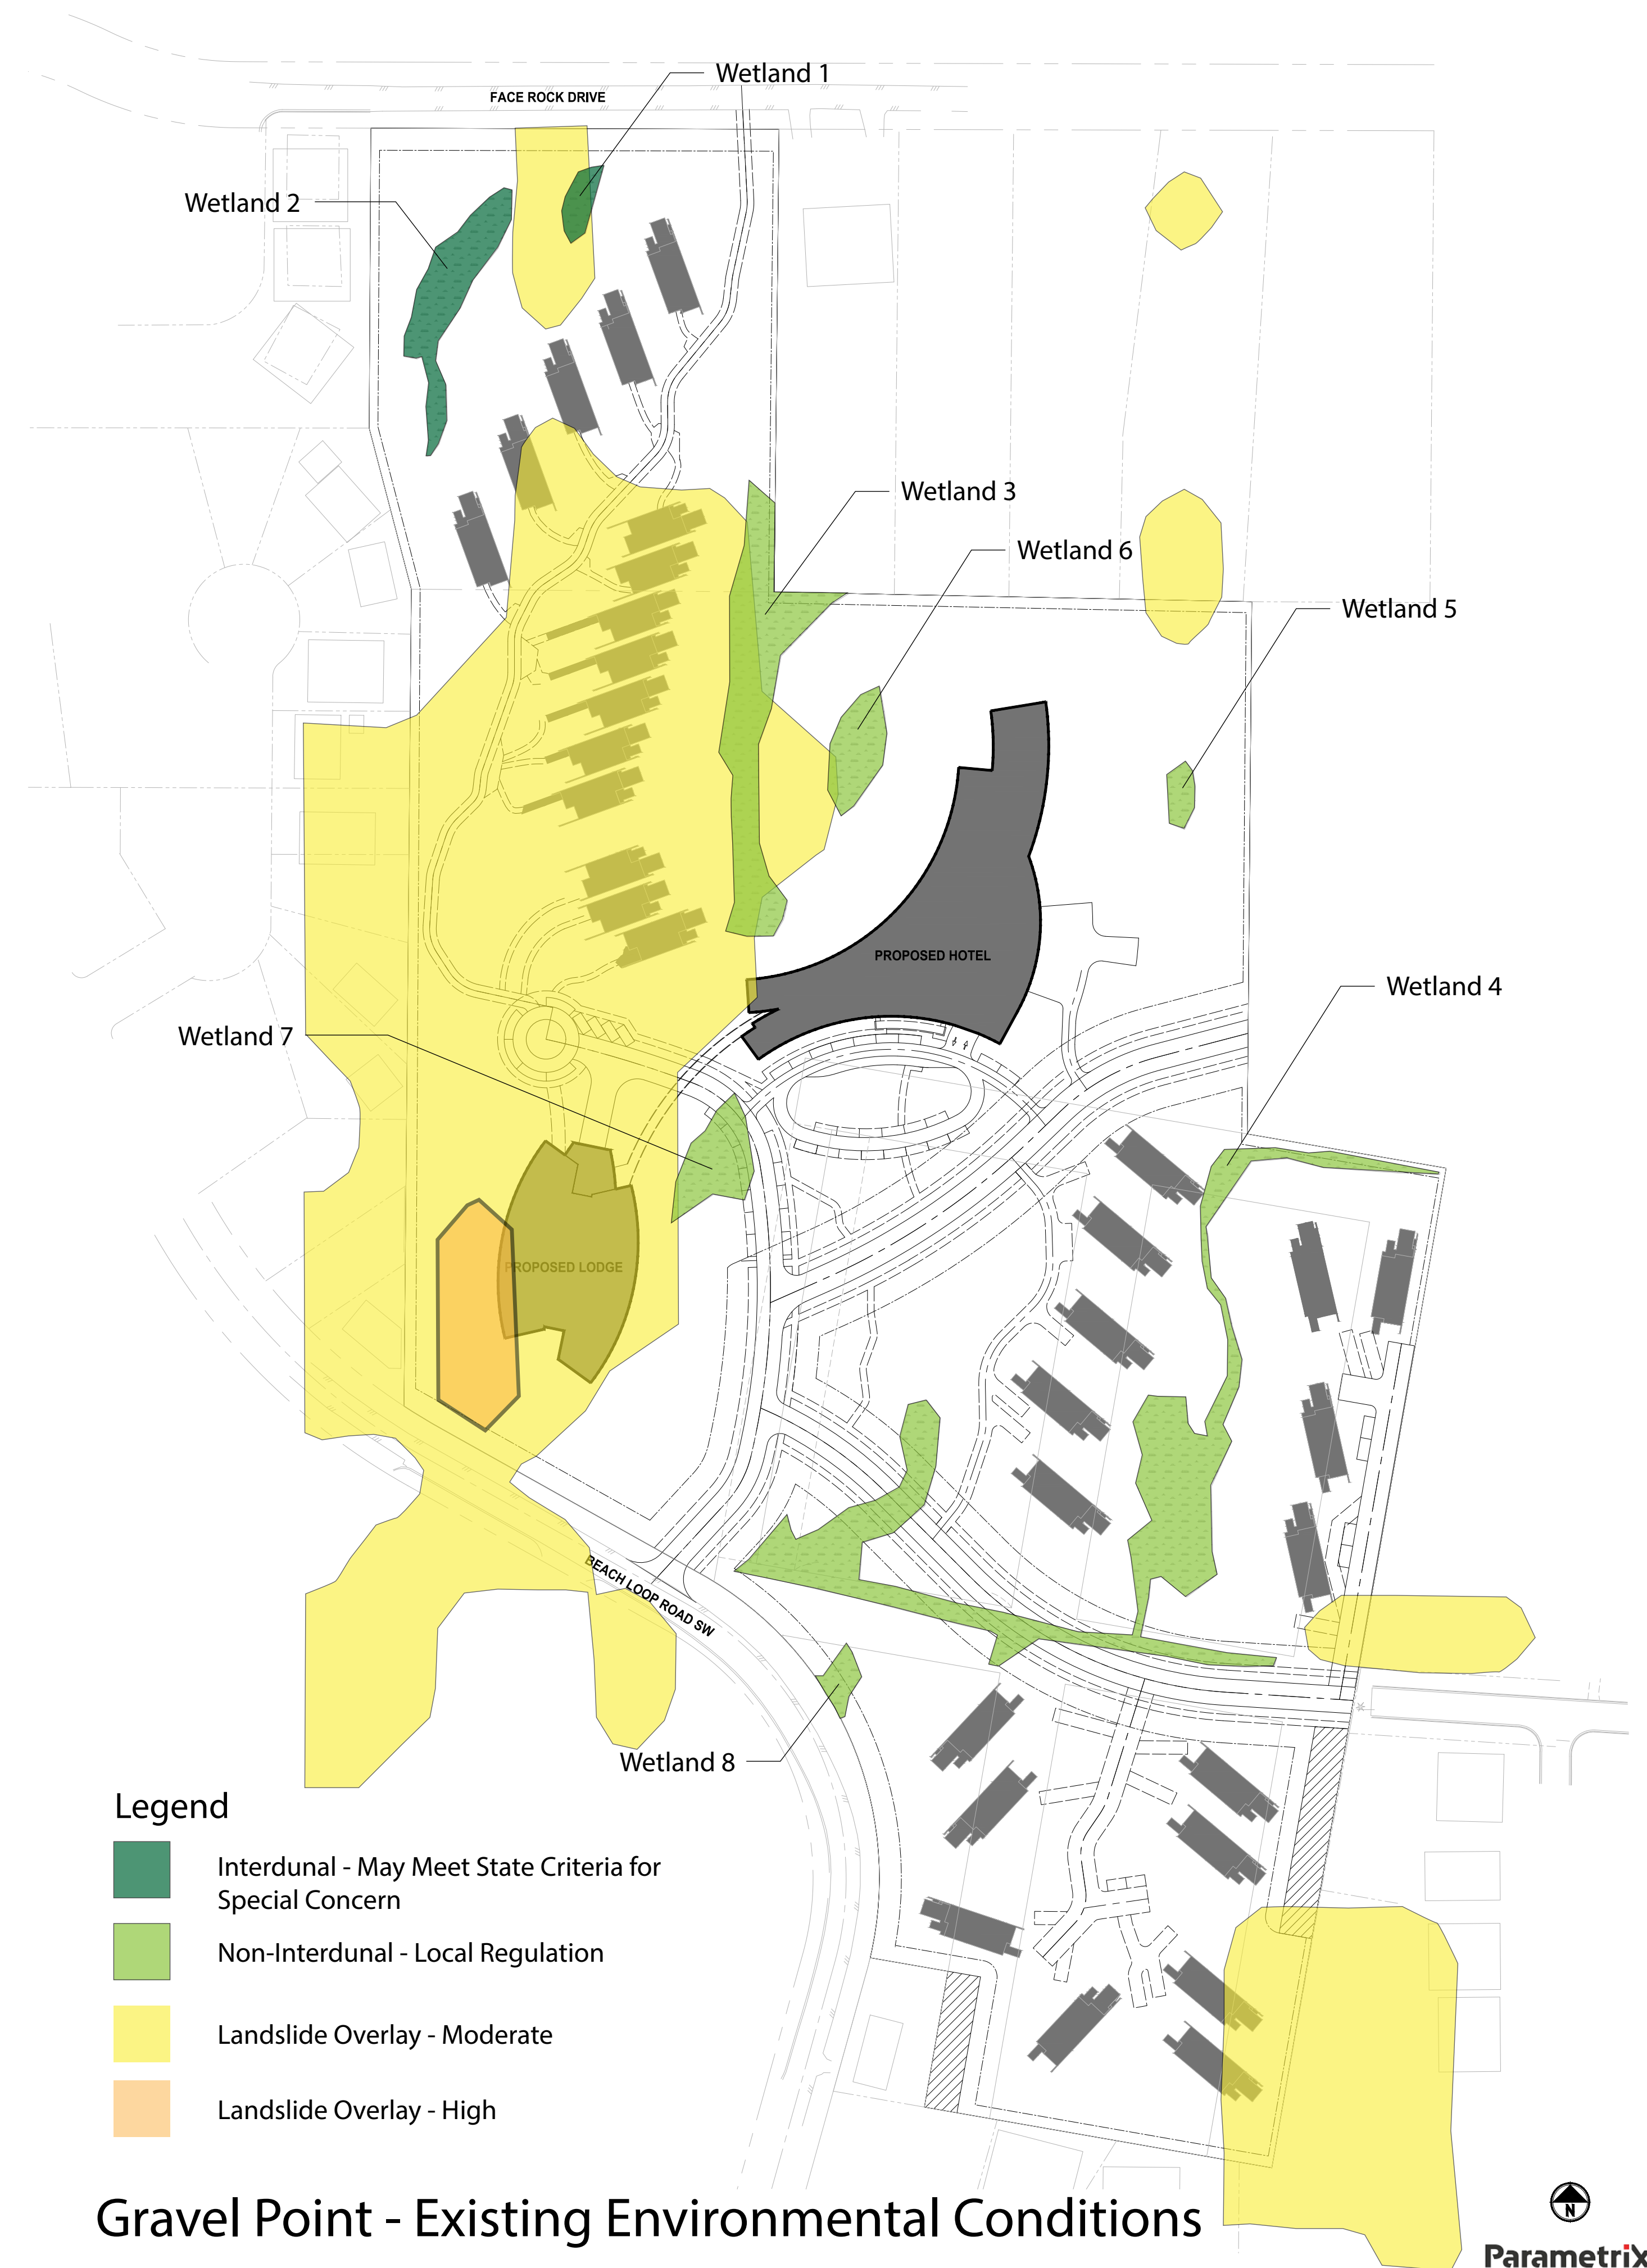 Wetland 1
FACE ROCK DRIVE
Wetland 2
Wetland 3
Wetland 6
Wetland 5
PROPOSED HOTEL
Wetland 4
Wetland 7
PROPOSED LODGE
BEACH LOOP ROAD SW
Wetland 8
Legend
Interdunal - May Meet State Criteria for
Special Concern
Non-Interdunal - Local Regulation
Landslide Overlay - Moderate
Landslide Overlay - High
Gravel Point - Existing Environmental Conditions
N
Parametrix